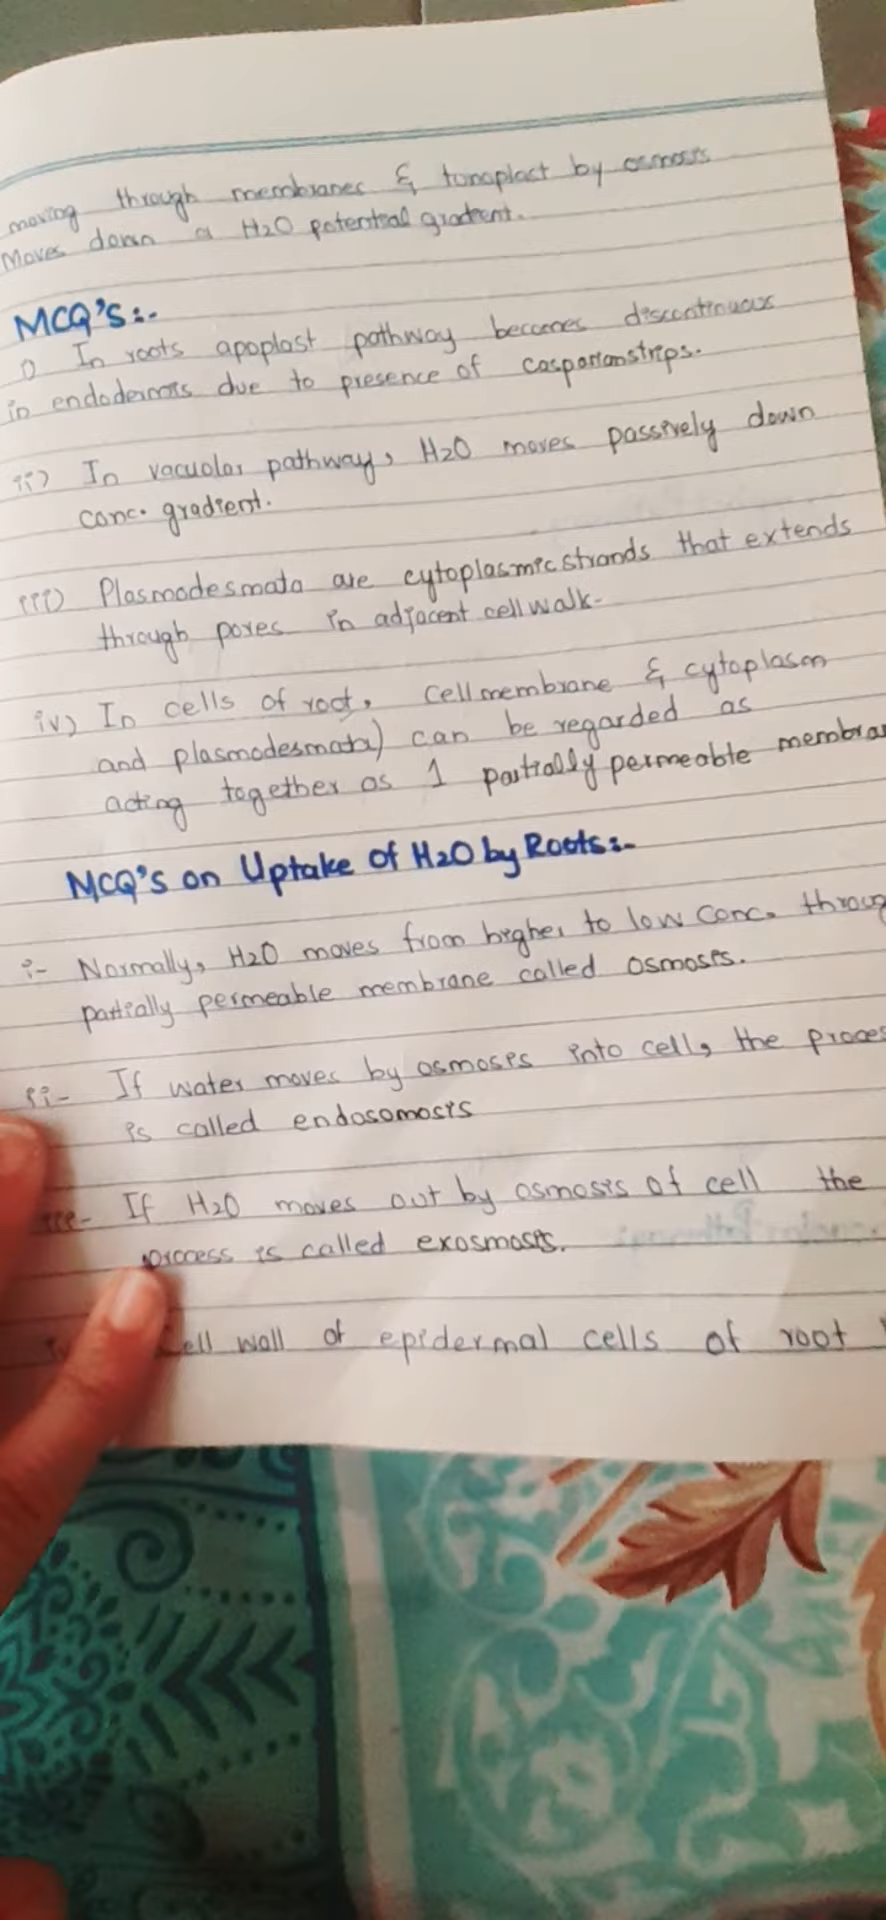 moving through membranes & tonoplast by osmosis
Moves down a H2O potential gradient.
MCQ'S:-
i) In roots apoplast pathway becomes discontinuous
in endodermis due to presence of casparianstrips.
ii) In vacuolar pathway, H2O moves passively down
conc. gradient.
iii) Plasmodesmata are cytoplasmic strands that extends
through pores in adjacent cell walls.
iv) In cells of root, cell membrane & cytoplasm
and plasmodesmata) can be regarded as
acting together as 1 partially permeable membra
MCQ's on Uptake of H2O by Roots:-
i- Normally, H2O moves from higher to low conc. throug
partially permeable membrane called osmosis.
ii- If water moves by osmosis into cell, the proces
is called endosomosis
iii- If H2O moves out by osmosis of cell the
process is called exosmosis.
Cell wall of epidermal cells of root